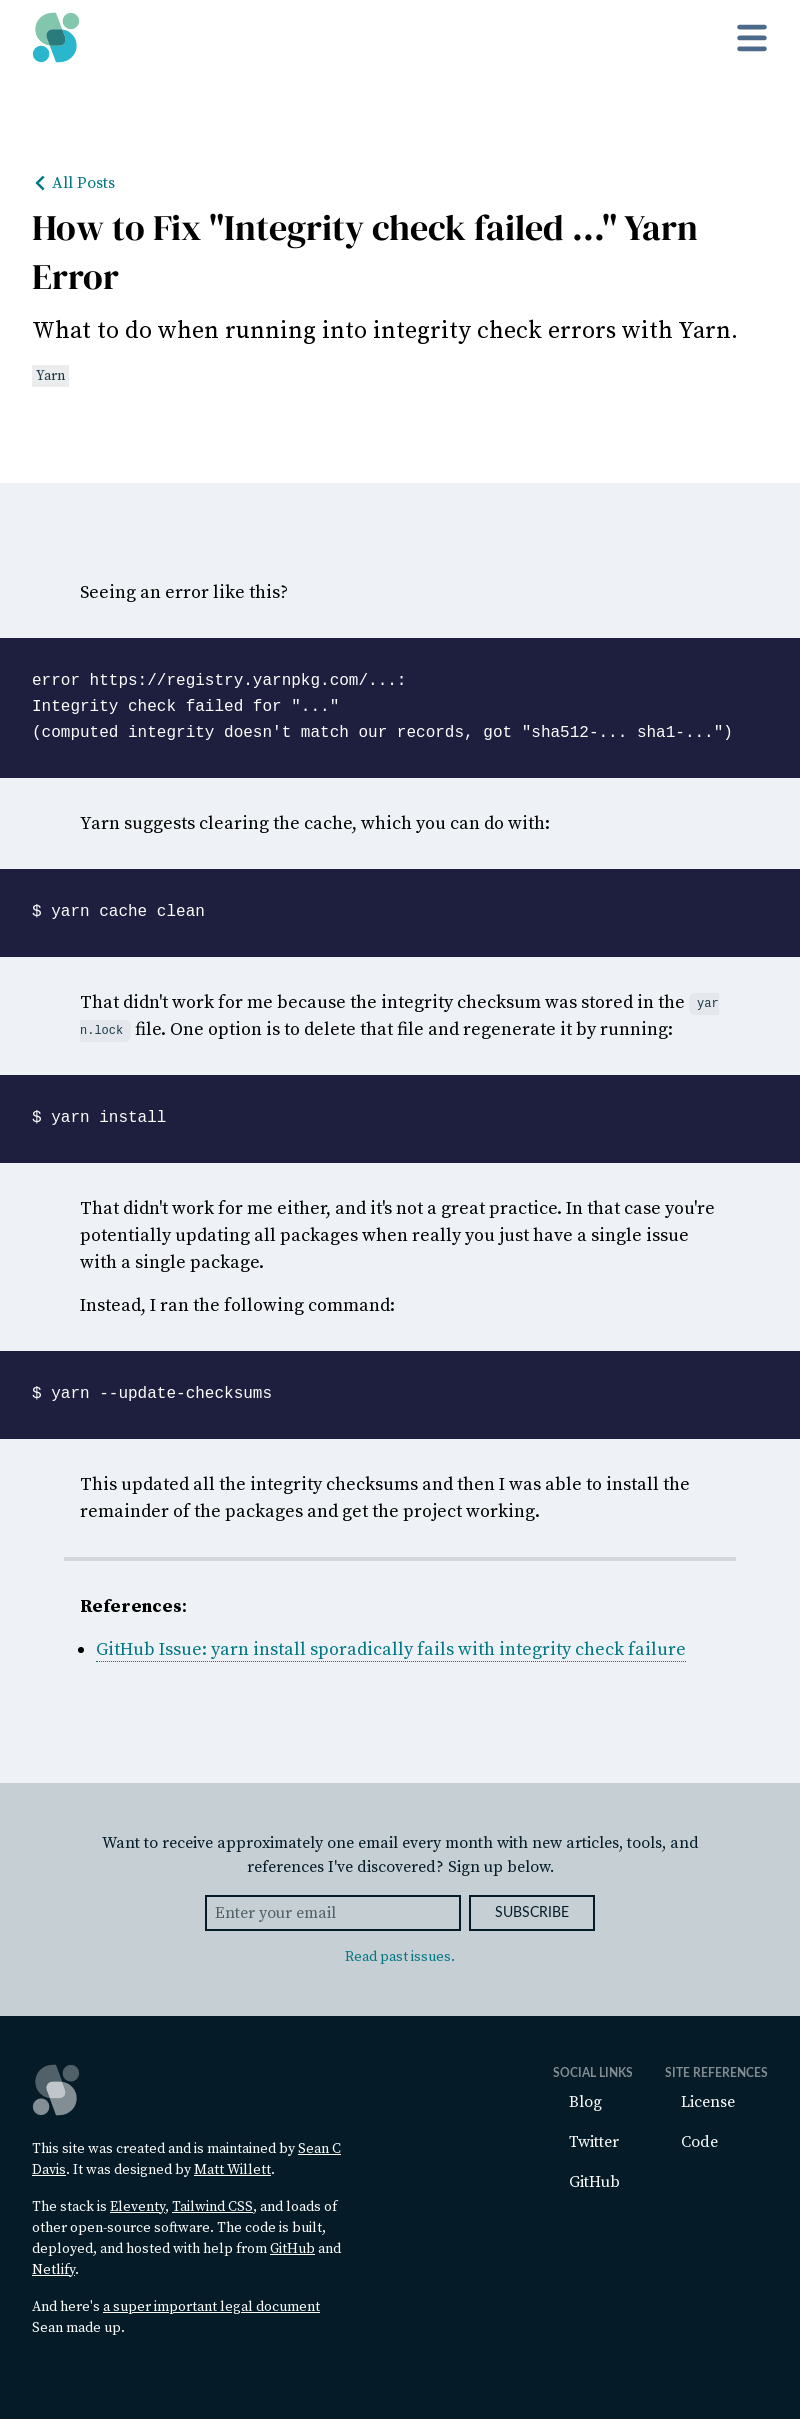 All Posts
How to Fix "Integrity check failed ..." Yarn
Error
What to do when running into integrity check errors with Yarn.
Yarn
Seeing an error like this?
error https://registry.yarnpkg.com/...:
Integrity check failed for "..."
(computed integrity doesn't match our records, got "sha512-... sha1-...")
Yarn suggests clearing the cache, which you can do with:
$ yarn cache clean
That didn't work for me because the integrity checksum was stored in the yar
n.lock file. One option is to delete that file and regenerate it by running:
$ yarn install
That didn't work for me either, and it's not a great practice. In that case you're
potentially updating all packages when really you just have a single issue
with a single package.
Instead, I ran the following command:
$ yarn --update-checksums
This updated all the integrity checksums and then I was able to install the
remainder of the packages and get the project working.
References:
• GitHub Issue: yarn install sporadically fails with integrity check failure
Want to receive approximately one email every month with new articles, tools, and
references I've discovered? Sign up below.
Enter your email SUBSCRIBE
Read past issues.
This site was created and is maintained by Sean C
Davis. It was designed by Matt Willett.
The stack is Eleventy, Tailwind CSS, and loads of
other open-source software. The code is built,
deployed, and hosted with help from GitHub and
Netlify.
And here's a super important legal document
Sean made up.
SOCIAL LINKS
Blog
Twitter
GitHub
SITE REFERENCES
License
Code